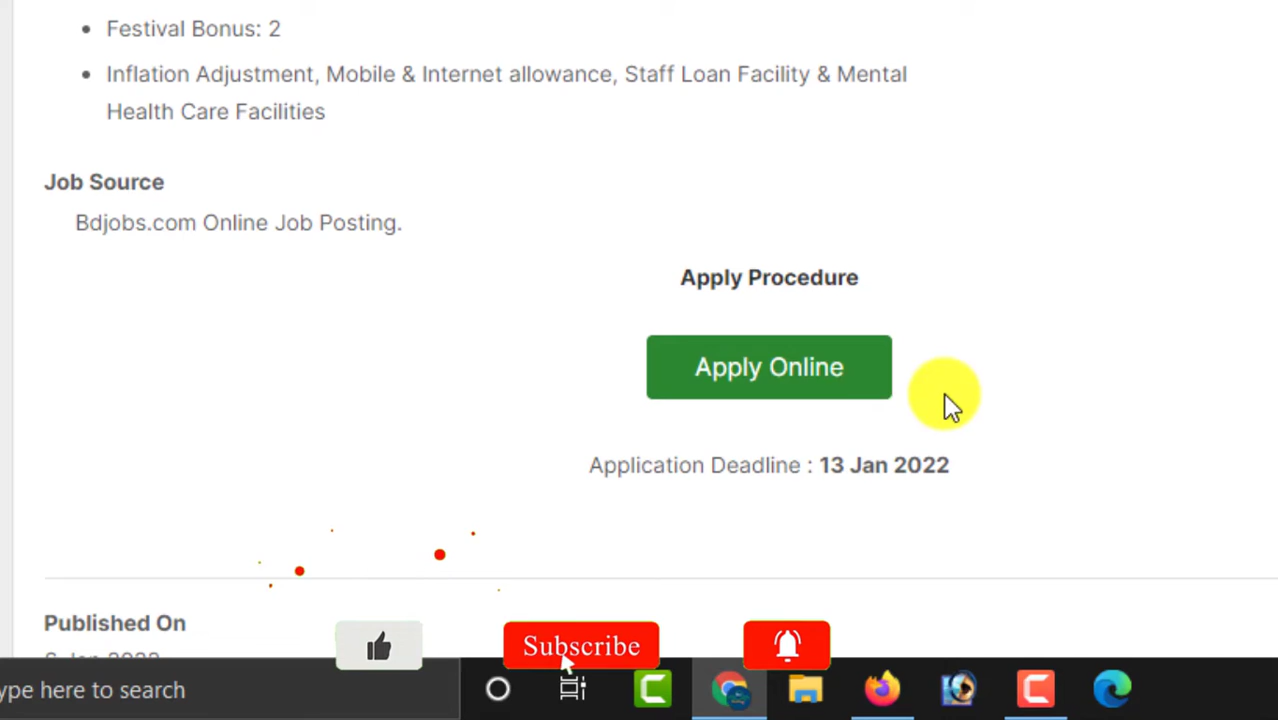 Festival Bonus: 2
Inflation Adjustment, Mobile & Internet allowance, Staff Loan Facility & Mental
Health Care Facilities
Job Source
Bdjobs.com Online Job Posting.
Apply Procedure
Apply Online
Application Deadline : 13 Jan 2022
Published On
Jan 2022
Subscribe
ype here to search